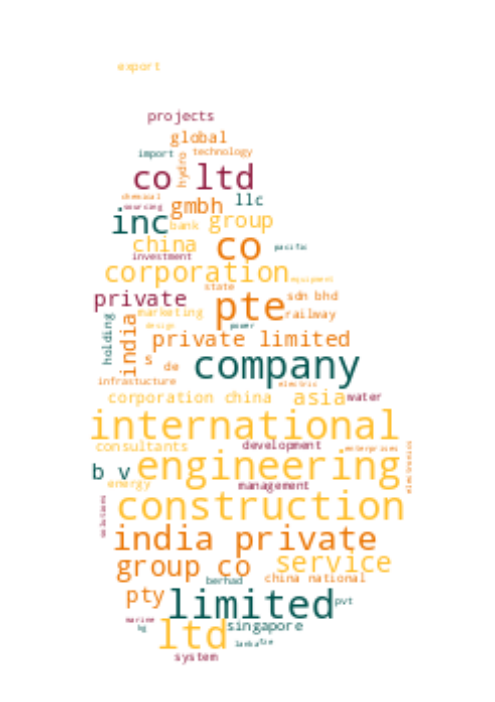 export
projects
global
import technology
hydro
co ltd
chemical
sourcing gmbh llc
inc bank group
china co pacific
investment
corporation equipment
state
private pte sdn bhd
marketing railway
design power
holding india private limited
s de company
infrastucture electric
corporation china asia water
international
consultants development enterprises
b v engineering electronics
energy management
construction
solutions
india private
group co service
berhad china national
pty limited pvt
marine
ltd singapore
lanka
system